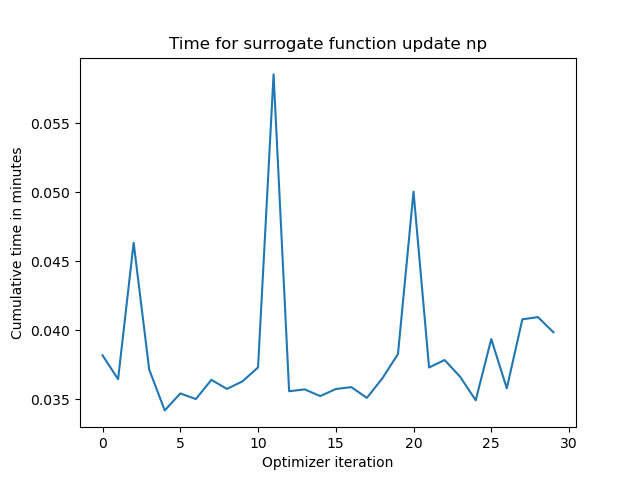 Time for surrogate function update np
Cumulative time in minutes
0.055
0.050
0.045
0.040
0.035
0 5 10 15 20 25 30
Optimizer iteration